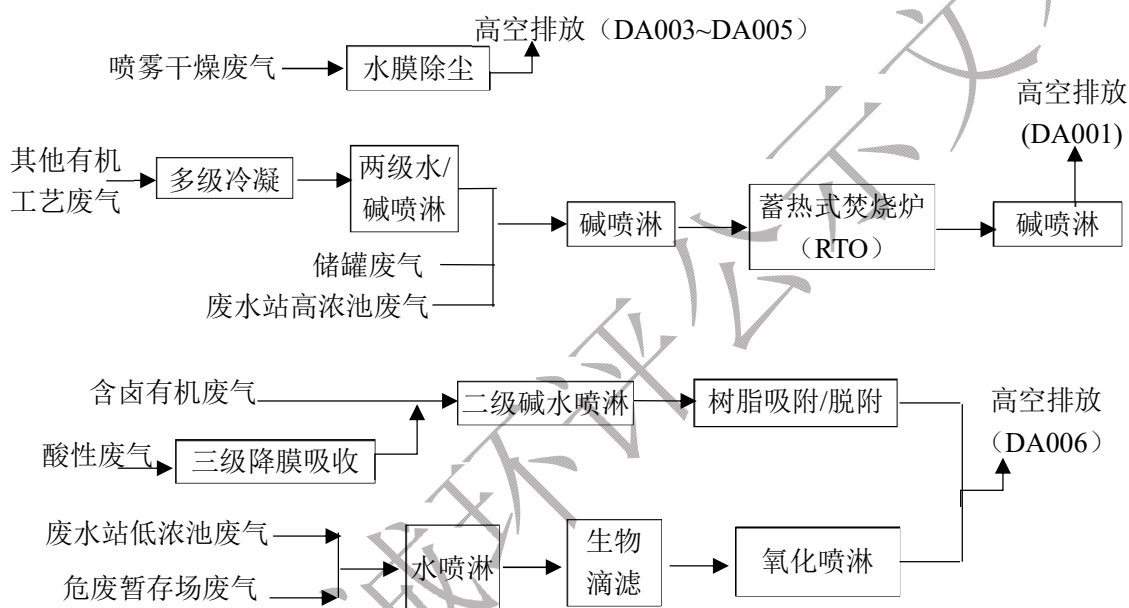 高空排放（DA003~DA005）
喷雾干燥废气
水膜除尘
高空排放
(DA001)
其他有机
工艺废气
多级冷凝
两级水/
碱喷淋
碱喷淋
蓄热式焚烧炉
（RTO）
碱喷淋
储罐废气
废水站高浓池废气
含卤有机废气
二级碱水喷淋
树脂吸附/脱附
高空排放
（DA006）
酸性废气
三级降膜吸收
废水站低浓池废气
危废暂存场废气
水喷淋
生物
滴滤
氧化喷淋
环评公示文